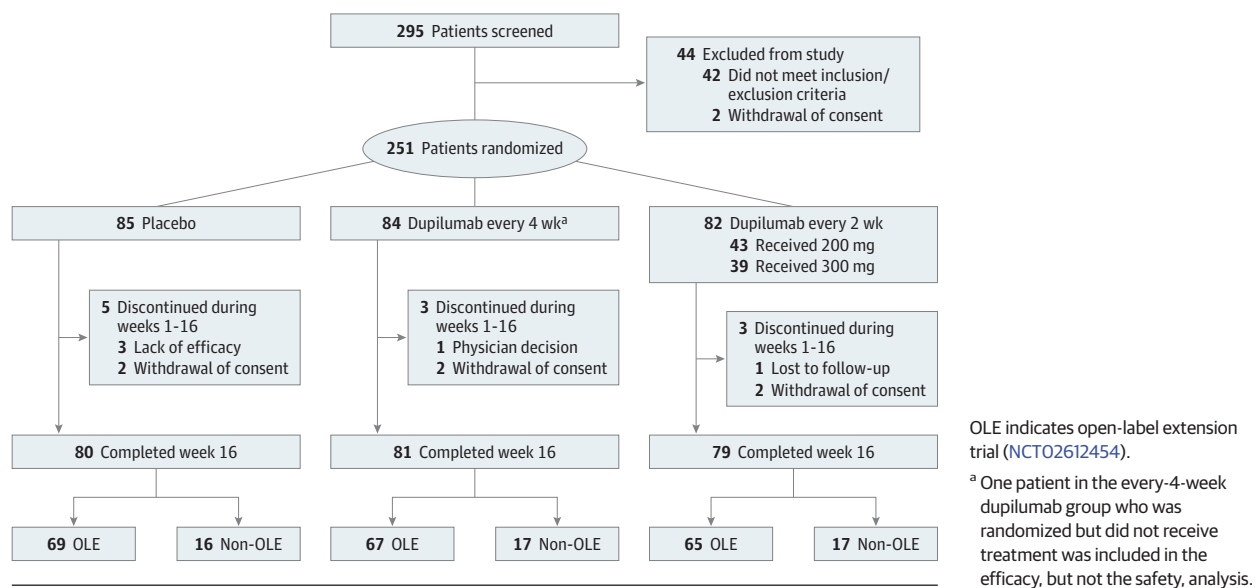 295 Patients screened
44 Excluded from study
42 Did not meet inclusion/
exclusion criteria
2 Withdrawal of consent
251 Patients randomized
85 Placebo
84 Dupilumab every 4 wkᵃ
82 Dupilumab every 2 wk
43 Received 200 mg
39 Received 300 mg
5 Discontinued during
weeks 1-16
3 Lack of efficacy
2 Withdrawal of consent
3 Discontinued during
weeks 1-16
1 Physician decision
2 Withdrawal of consent
3 Discontinued during
weeks 1-16
1 Lost to follow-up
2 Withdrawal of consent
80 Completed week 16
81 Completed week 16
79 Completed week 16
69 OLE
16 Non-OLE
67 OLE
17 Non-OLE
65 OLE
17 Non-OLE
OLE indicates open-label extension
trial (NCT02612454).
ᵃ One patient in the every-4-week
dupilumab group who was
randomized but did not receive
treatment was included in the
efficacy, but not the safety, analysis.